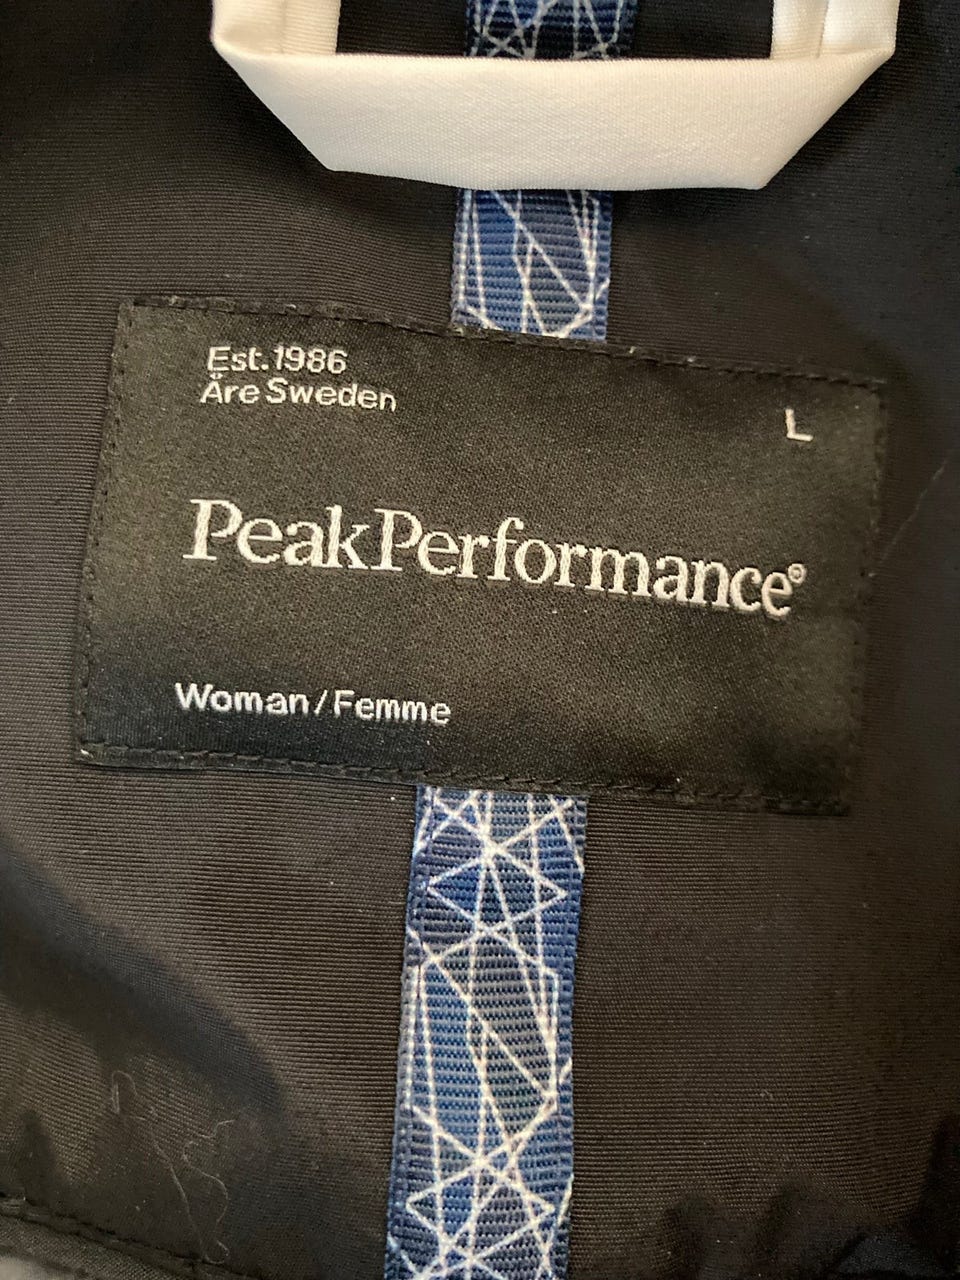 Est.1986
Åre Sweden
L
PeakPerformance®
Woman/Femme